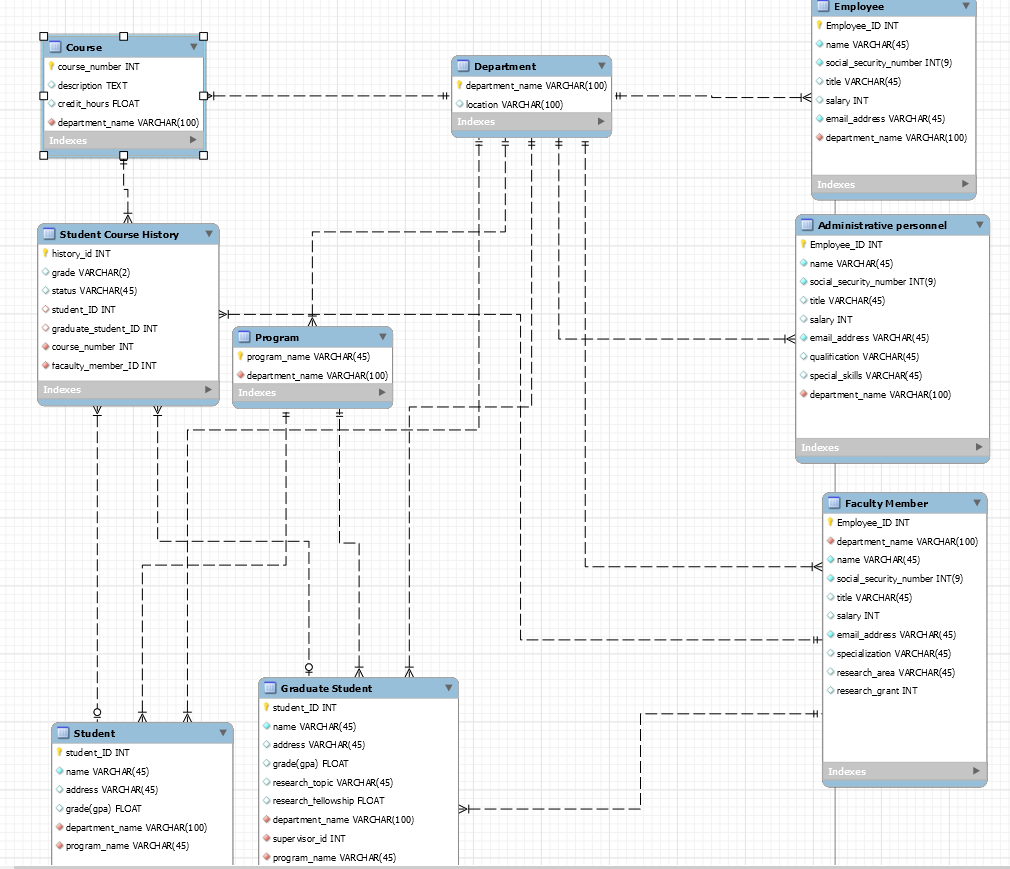 Employee
Employee_ID INT
name VARCHAR(45)
social_security_number INT(9)
title VARCHAR(45)
salary INT
email_address VARCHAR(45)
department_name VARCHAR(100)
Indexes
Course
course_number INT
description TEXT
credit_hours FLOAT
department_name VARCHAR(100)
Indexes
Department
department_name VARCHAR(100)
location VARCHAR(100)
Indexes
Student Course History
history_id INT
grade VARCHAR(2)
status VARCHAR(45)
student_ID INT
graduate_student_ID INT
course_number INT
facaulty_member_ID INT
Indexes
Administrative personnel
Employee_ID INT
name VARCHAR(45)
social_security_number INT(9)
title VARCHAR(45)
salary INT
email_address VARCHAR(45)
qualification VARCHAR(45)
special_skills VARCHAR(45)
department_name VARCHAR(100)
Indexes
Program
program_name VARCHAR(45)
department_name VARCHAR(100)
Indexes
Faculty Member
Employee_ID INT
department_name VARCHAR(100)
name VARCHAR(45)
social_security_number INT(9)
title VARCHAR(45)
salary INT
email_address VARCHAR(45)
specialization VARCHAR(45)
research_area VARCHAR(45)
research_grant INT
Indexes
Graduate Student
student_ID INT
name VARCHAR(45)
address VARCHAR(45)
grade(gpa) FLOAT
research_topic VARCHAR(45)
research_fellowship FLOAT
department_name VARCHAR(100)
supervisor_id INT
program_name VARCHAR(45)
Student
student_ID INT
name VARCHAR(45)
address VARCHAR(45)
grade(gpa) FLOAT
department_name VARCHAR(100)
program_name VARCHAR(45)